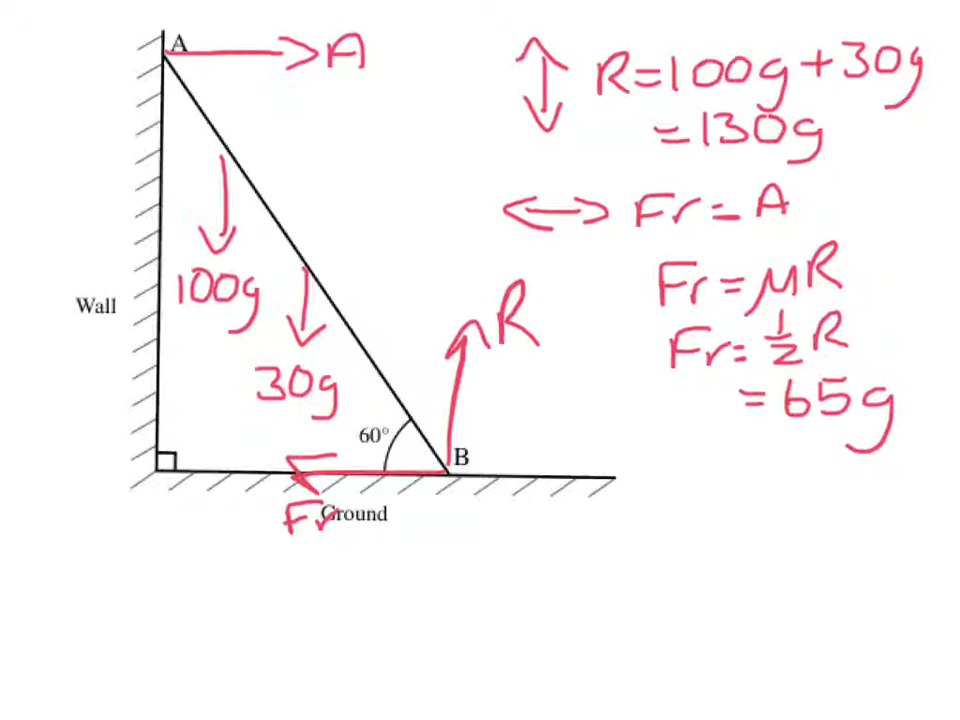 A
A
R=100g+30g
=130g
Fr=A
Fr=μR
Fr=½R
=65g
100g
Wall
R
30g
60°
B
Fr
Ground